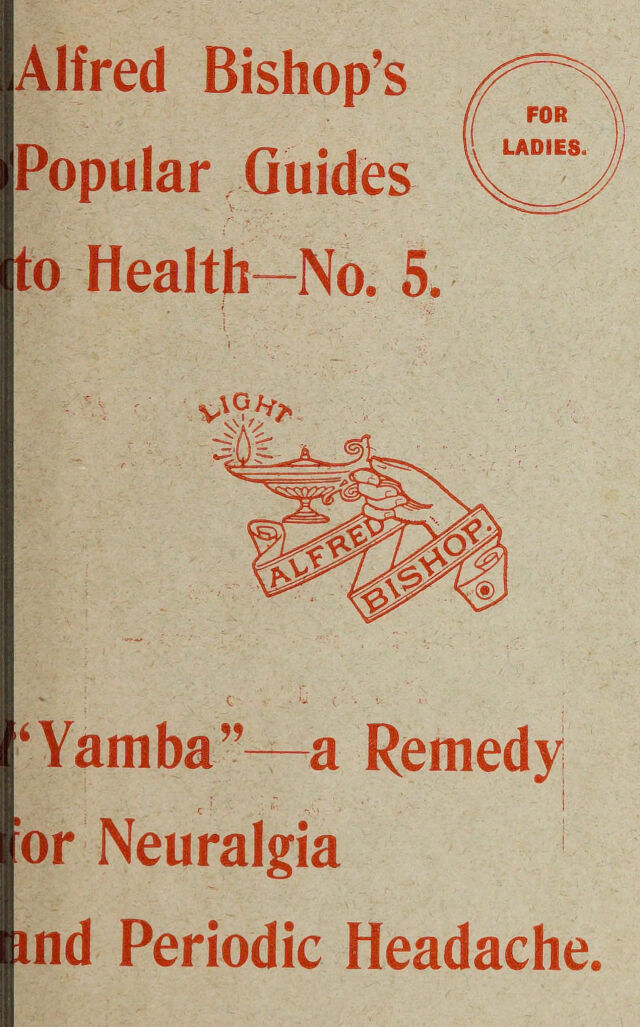 Alfred Bishop's
Popular Guides
to Health—No. 5.
FOR
LADIES.
LIGHT
ALFRED BISHOP.
"Yamba"—a Remedy
for Neuralgia
and Periodic Headache.